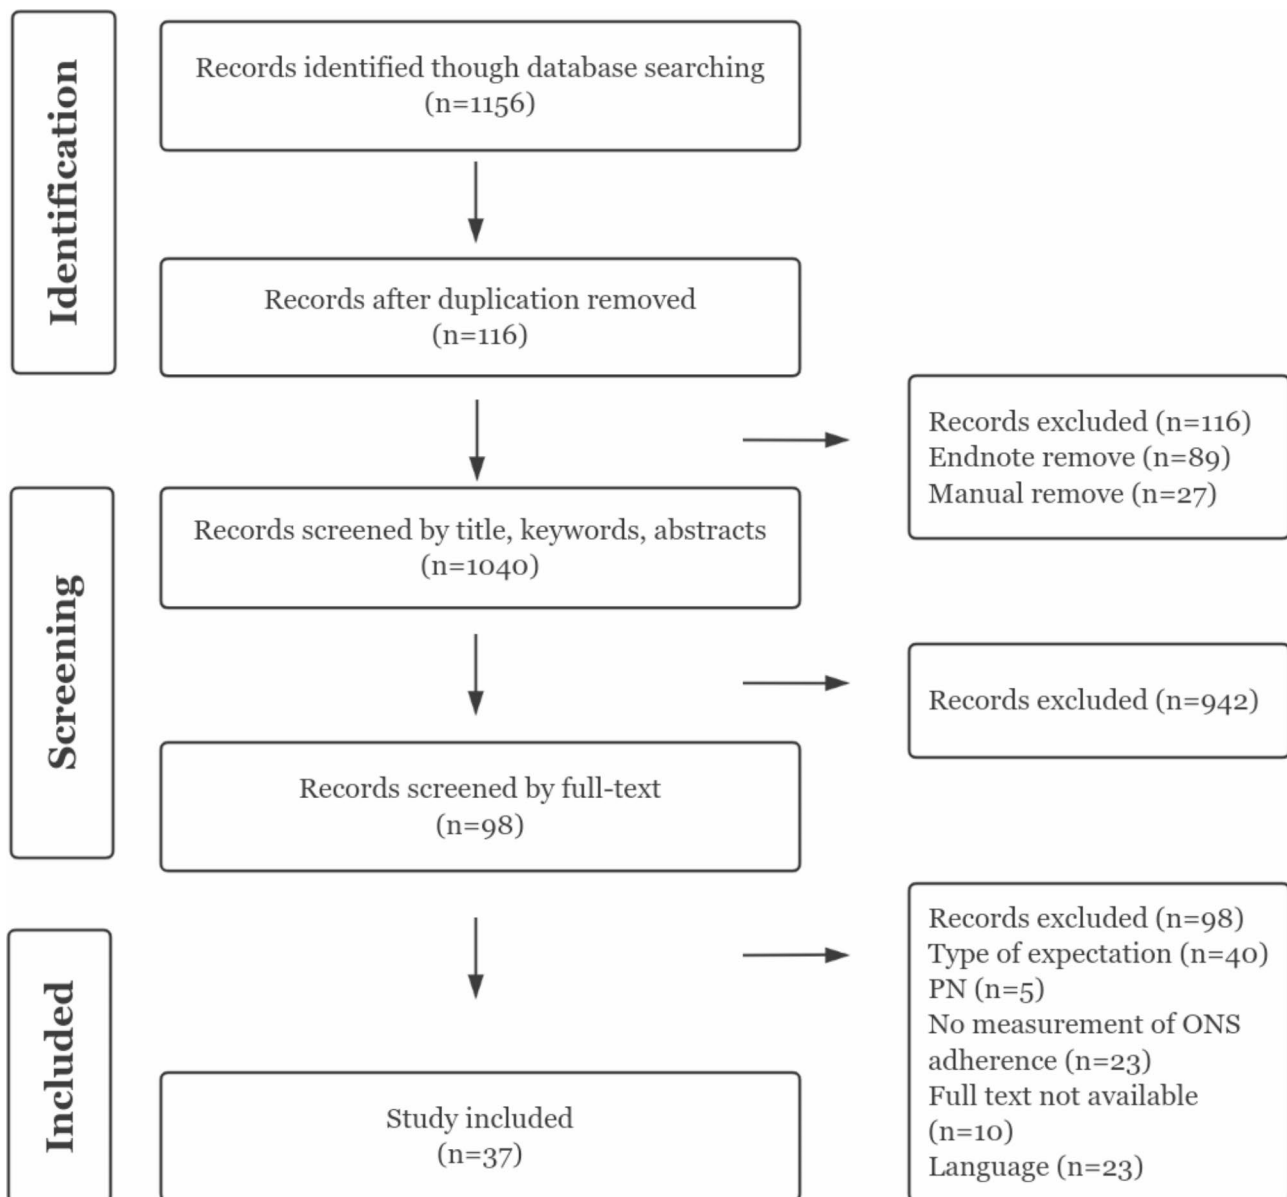 Identification
Records identified though database searching
(n=1156)
Records after duplication removed
(n=116)
Records excluded (n=116)
Endnote remove (n=89)
Manual remove (n=27)
Screening
Records screened by title, keywords, abstracts
(n=1040)
Records excluded (n=942)
Records screened by full-text
(n=98)
Included
Records excluded (n=98)
Type of expectation (n=40)
PN (n=5)
No measurement of ONS
adherence (n=23)
Full text not available
(n=10)
Language (n=23)
Study included
(n=37)